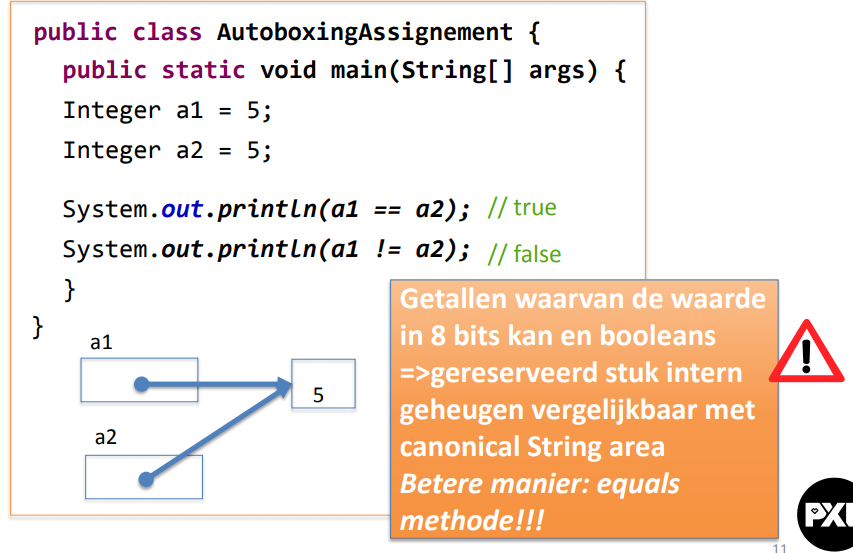 public class AutoboxingAssignement {
public static void main(String[] args) {
Integer a1 = 5;
Integer a2 = 5;
System.out.println(a1 == a2); // true
System.out.println(a1 != a2); // false
}
}
a1
5
a2
Getallen waarvan de waarde
in 8 bits kan en booleans
=>gereserveerd stuk intern
geheugen vergelijkbaar met
canonical String area
Betere manier: equals
methode!!!
!
PXL
11